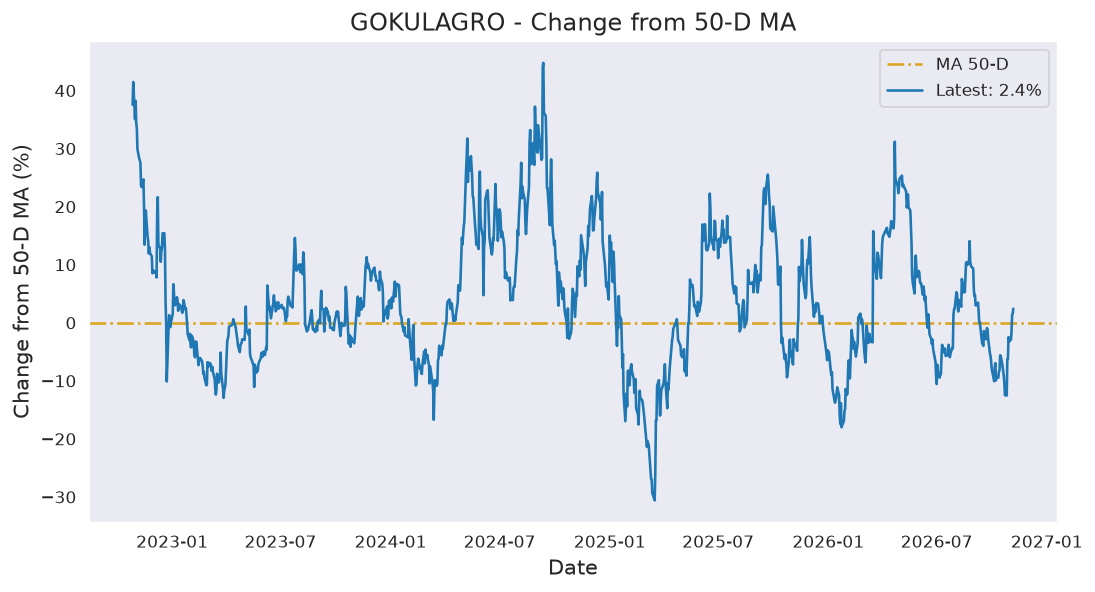 GOKULAGRO - Change from 50-D MA
MA 50-D
Latest: 2.4%
Change from 50-D MA (%)
40
30
20
10
0
−10
−20
−30
2023-01 2023-07 2024-01 2024-07 2025-01 2025-07 2026-01 2026-07 2027-01
Date